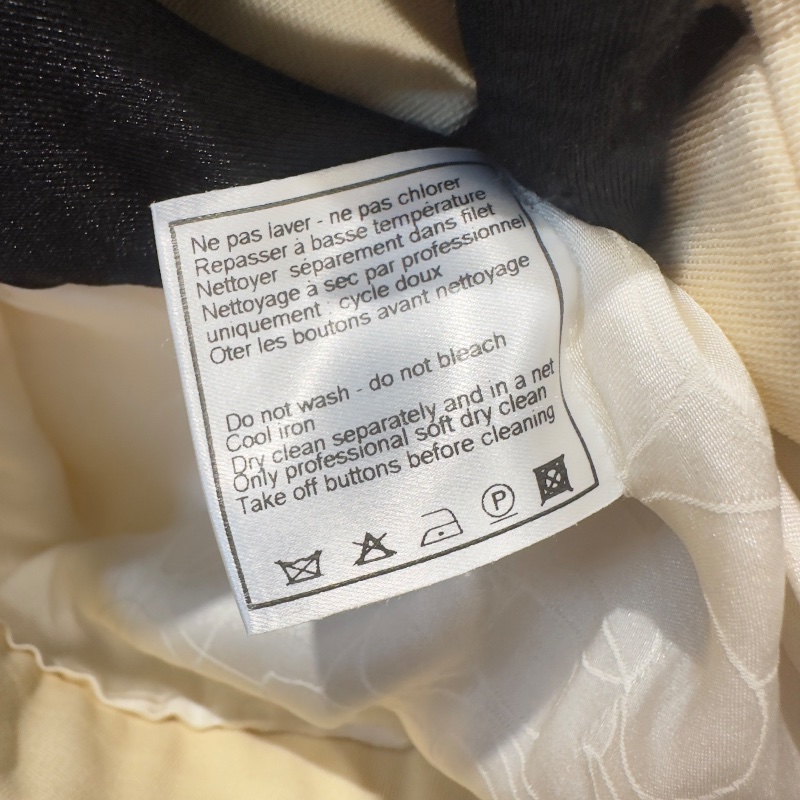 Ne pas laver - ne pas chlorer
Repasser à basse température
Nettoyer séparement dans filet
Nettoyage à sec par professionnel
uniquement cycle doux
Oter les boutons avant nettoyage
Do not wash - do not bleach
Cool iron
Dry clean separately and in a net
Only professional soft dry clean
Take off buttons before cleaning
P